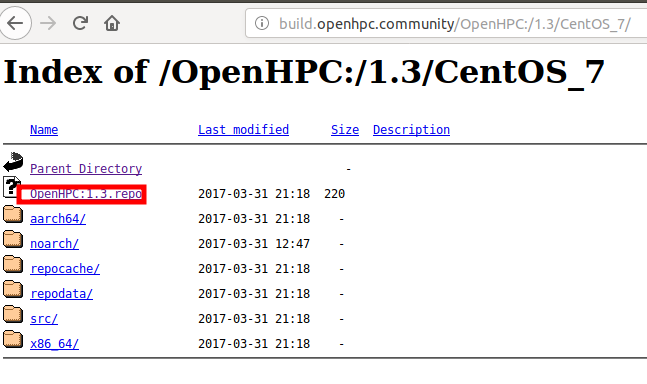 build.openhpc.community/OpenHPC:/1.3/CentOS_7/
Index of /OpenHPC:/1.3/CentOS_7
Name Last modified Size Description
Parent Directory -
OpenHPC:1.3.repo 2017-03-31 21:18 220
aarch64/ 2017-03-31 21:18 -
noarch/ 2017-03-31 12:47 -
repocache/ 2017-03-31 21:18 -
repodata/ 2017-03-31 21:18 -
src/ 2017-03-31 21:18 -
x86_64/ 2017-03-31 21:18 -